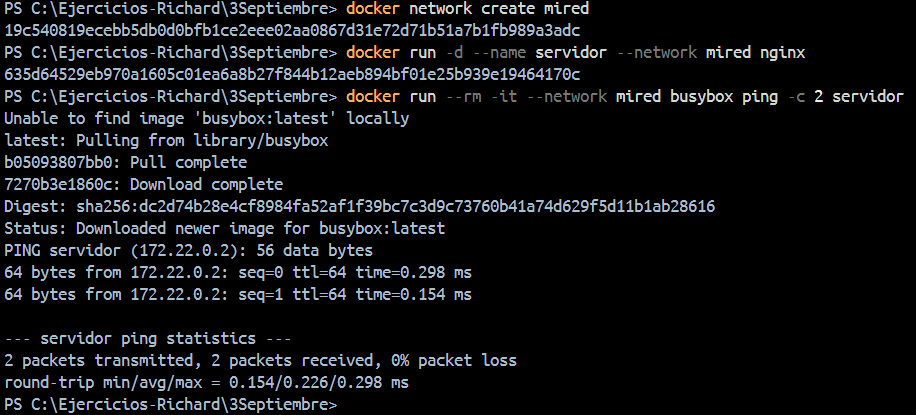 PS C:\Ejercicios-Richard\3Septiembre> docker network create mired
19c540819ecebb5db0d0bfb1ce2eee02aa0867d31e72d71b51a7b1fb989a3adc
PS C:\Ejercicios-Richard\3Septiembre> docker run -d --name servidor --network mired nginx
635d64529eb970a1605c01ea6a8b27f844b12aeb894bf01e25b939e19464170c
PS C:\Ejercicios-Richard\3Septiembre> docker run --rm -it --network mired busybox ping -c 2 servidor
Unable to find image 'busybox:latest' locally
latest: Pulling from library/busybox
b05093807bb0: Pull complete
7270b3e1860c: Download complete
Digest: sha256:dc2d74b28e4cf8984fa52af1f39bc7c3d9c73760b41a74d629f5d11b1ab28616
Status: Downloaded newer image for busybox:latest
PING servidor (172.22.0.2): 56 data bytes
64 bytes from 172.22.0.2: seq=0 ttl=64 time=0.298 ms
64 bytes from 172.22.0.2: seq=1 ttl=64 time=0.154 ms
--- servidor ping statistics ---
2 packets transmitted, 2 packets received, 0% packet loss
round-trip min/avg/max = 0.154/0.226/0.298 ms
PS C:\Ejercicios-Richard\3Septiembre>